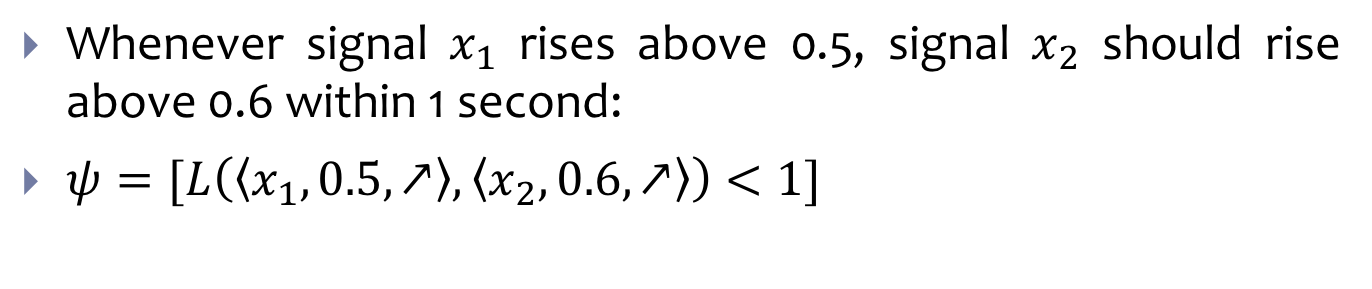 Whenever signal 𝑥₁ rises above 0.5, signal 𝑥₂ should rise
above 0.6 within 1 second:
𝜓 = [𝐿(⟨𝑥₁, 0.5, ↗⟩, ⟨𝑥₂, 0.6, ↗⟩) < 1]